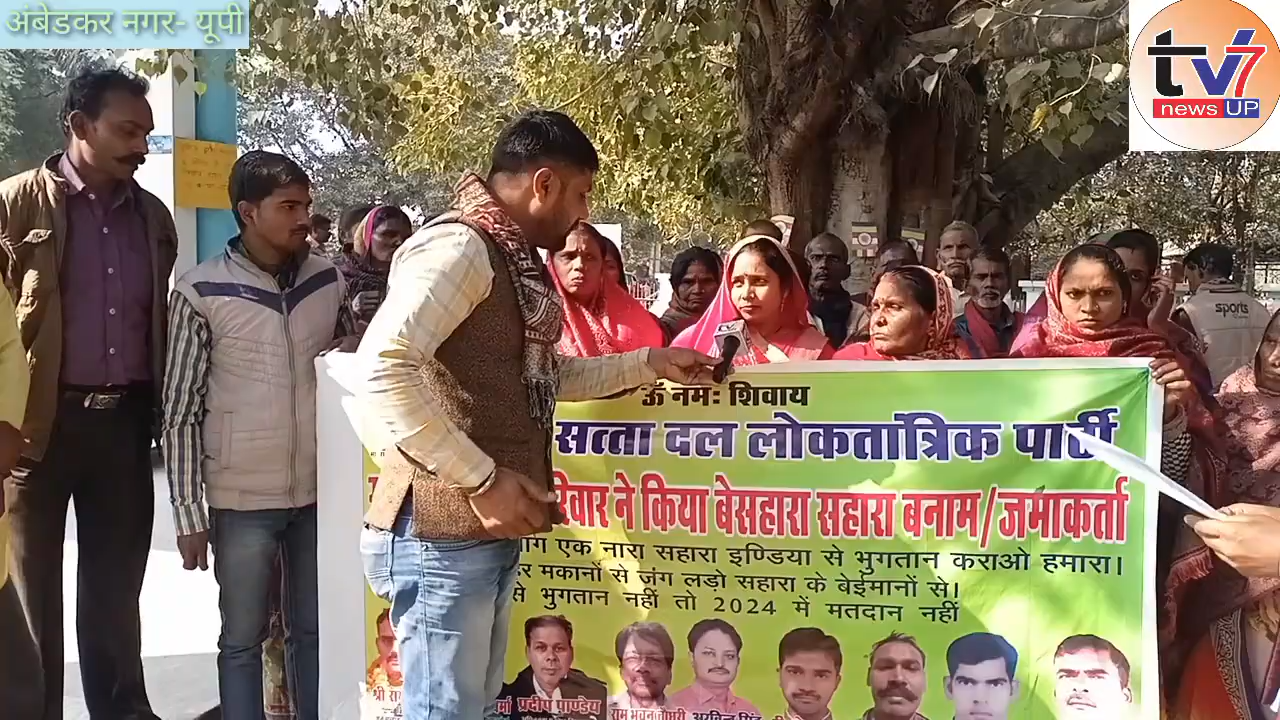 अंबेडकर नगर- यूपी
tv7
news UP
ॐ नमः शिवाय
सत्ता दल लोकतांत्रिक पार्टी
ने किया बेसहारा सहारा बनाम/जमाकर्ता
एक नारा सहारा इण्डिया से भुगतान कराओ हमारा।
मकानों से जंग लड़ो सहारा के बेईमानों से।
से भुगतान नहीं तो 2024 में मतदान नहीं
प्रदीप पाण्डेय
sports